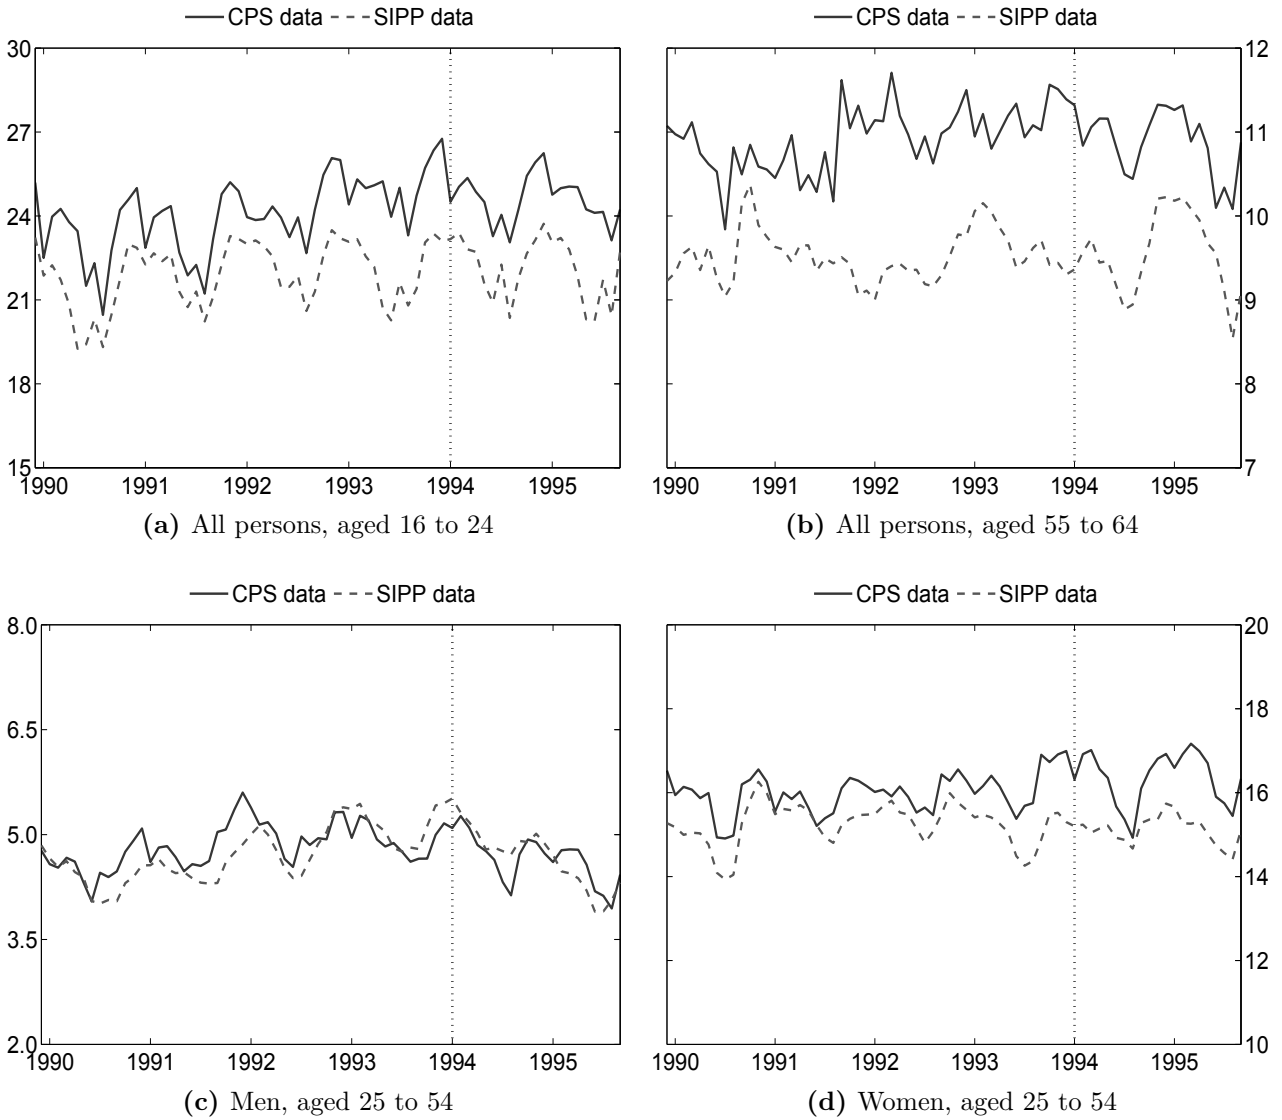 CPS data SIPP data
CPS data SIPP data
30
27
24
21
18
15
1990 1991 1992 1993 1994 1995
12
11
10
9
8
7
1990 1991 1992 1993 1994 1995
(a) All persons, aged 16 to 24
(b) All persons, aged 55 to 64
CPS data SIPP data
CPS data SIPP data
8.0
6.5
5.0
3.5
2.0
1990 1991 1992 1993 1994 1995
20
18
16
14
12
10
1990 1991 1992 1993 1994 1995
(c) Men, aged 25 to 54
(d) Women, aged 25 to 54